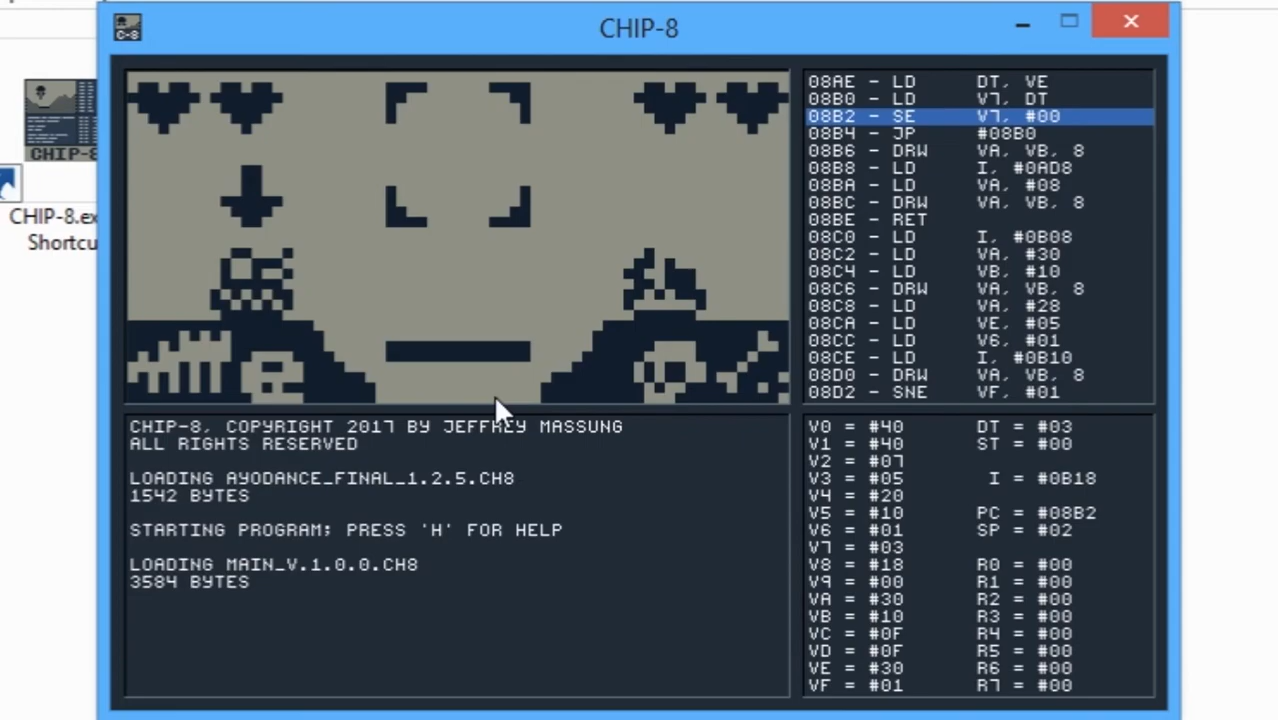 CHIP-8
C-8
CHIP-8
CHIP-8.ex
Shortcu
08AE - LD DT, VE
08B0 - LD V7, DT
08B2 - SE V7, #00
08B4 - JP #08B0
08B6 - DRW VA, VB, 8
08B8 - LD I, #0AD8
08BA - LD VA, #08
08BC - DRW VA, VB, 8
08BE - RET
08C0 - LD I, #0B08
08C2 - LD VA, #30
08C4 - LD VB, #10
08C6 - DRW VA, VB, 8
08C8 - LD VA, #28
08CA - LD VE, #05
08CC - LD V6, #01
08CE - LD I, #0B10
08D0 - DRW VA, VB, 8
08D2 - SNE VF, #01
CHIP-8, COPYRIGHT 2017 BY JEFFREY MASSUNG
ALL RIGHTS RESERVED
LOADING AYODANCE_FINAL_1.2.5.CH8
1542 BYTES
STARTING PROGRAM; PRESS 'H' FOR HELP
LOADING MAIN_V.1.0.0.CH8
3584 BYTES
V0 = #40 DT = #03
V1 = #40 ST = #00
V2 = #07
V3 = #05 I = #0B18
V4 = #20
V5 = #10 PC = #08B2
V6 = #01 SP = #02
V7 = #03
V8 = #18 R0 = #00
V9 = #00 R1 = #00
VA = #30 R2 = #00
VB = #10 R3 = #00
VC = #0F R4 = #00
VD = #0F R5 = #00
VE = #30 R6 = #00
VF = #01 R7 = #00